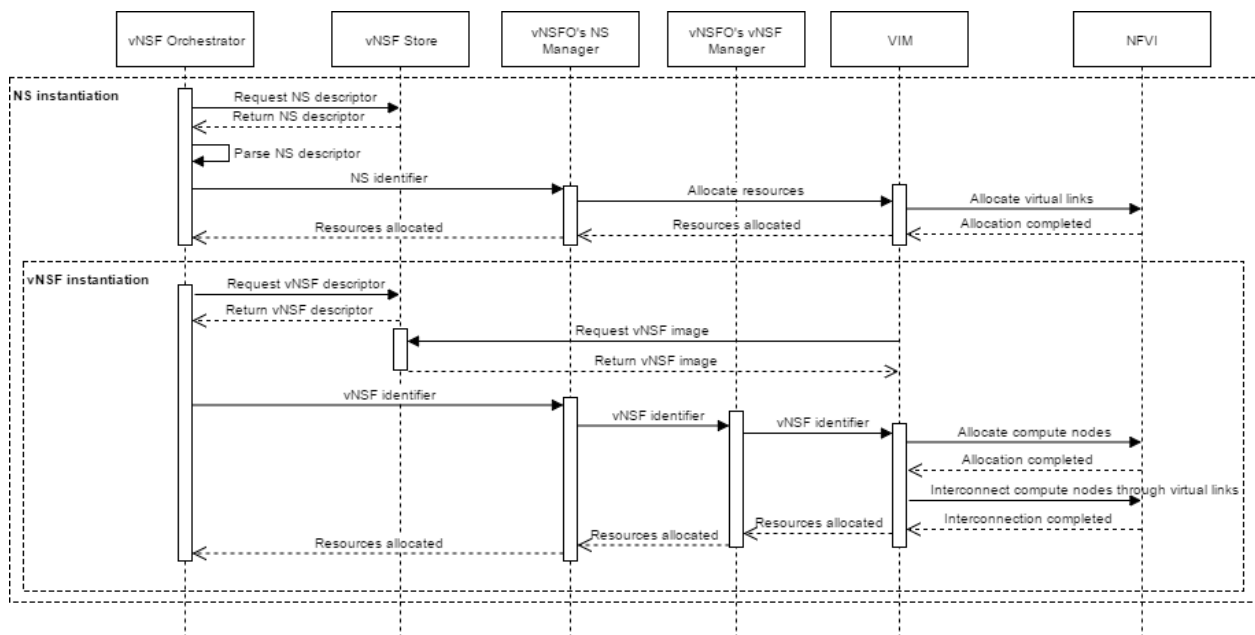 vNSF Orchestrator
vNSF Store
vNSFO's NS
Manager
vNSFO's vNSF
Manager
VIM
NFVI
NS instantiation
Request NS descriptor
Return NS descriptor
Parse NS descriptor
NS identifier
Allocate resources
Allocate virtual links
Resources allocated
Resources allocated
Allocation completed
vNSF instantiation
Request vNSF descriptor
Return vNSF descriptor
Request vNSF image
Return vNSF image
vNSF identifier
vNSF identifier
vNSF identifier
Allocate compute nodes
Allocation completed
Interconnect compute nodes through virtual links
Interconnection completed
Resources allocated
Resources allocated
Resources allocated